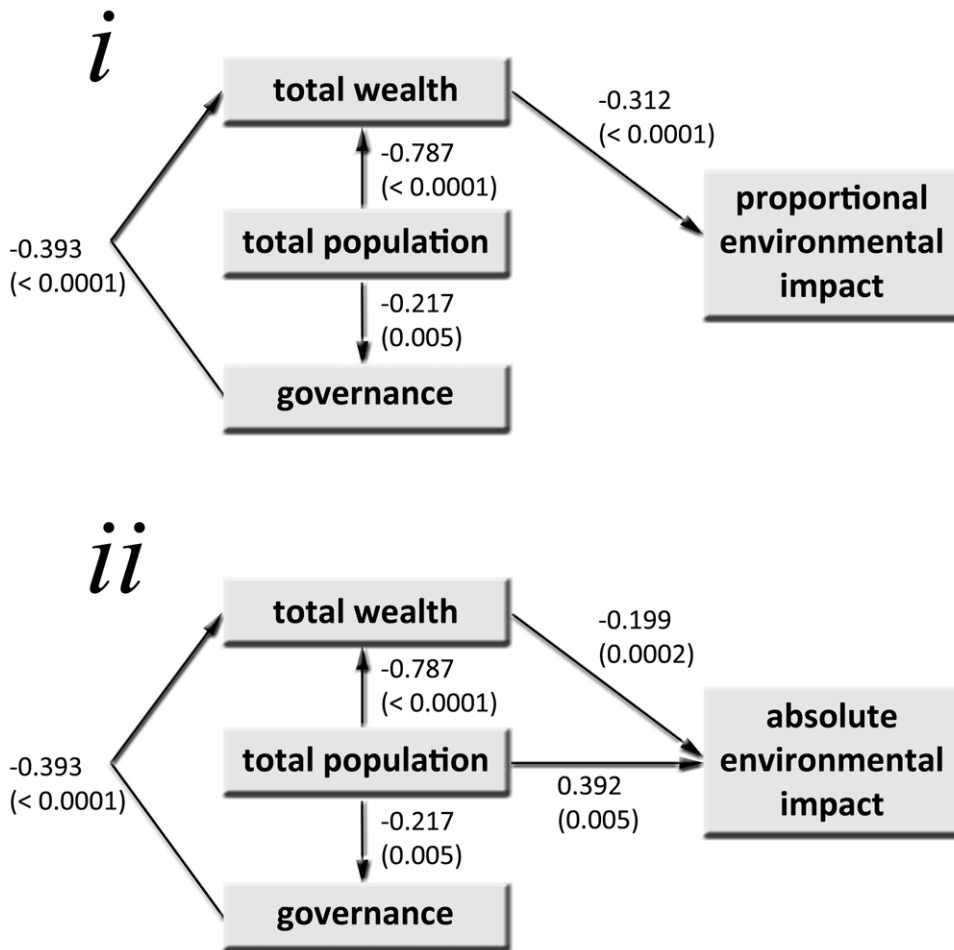 i
total wealth
-0.312
(< 0.0001)
-0.787
(< 0.0001)
proportional
environmental
impact
total population
-0.393
(< 0.0001)
-0.217
(0.005)
governance
ii
total wealth
-0.199
(0.0002)
-0.787
(< 0.0001)
absolute
environmental
impact
total population
-0.393
(< 0.0001)
0.392
(0.005)
-0.217
(0.005)
governance